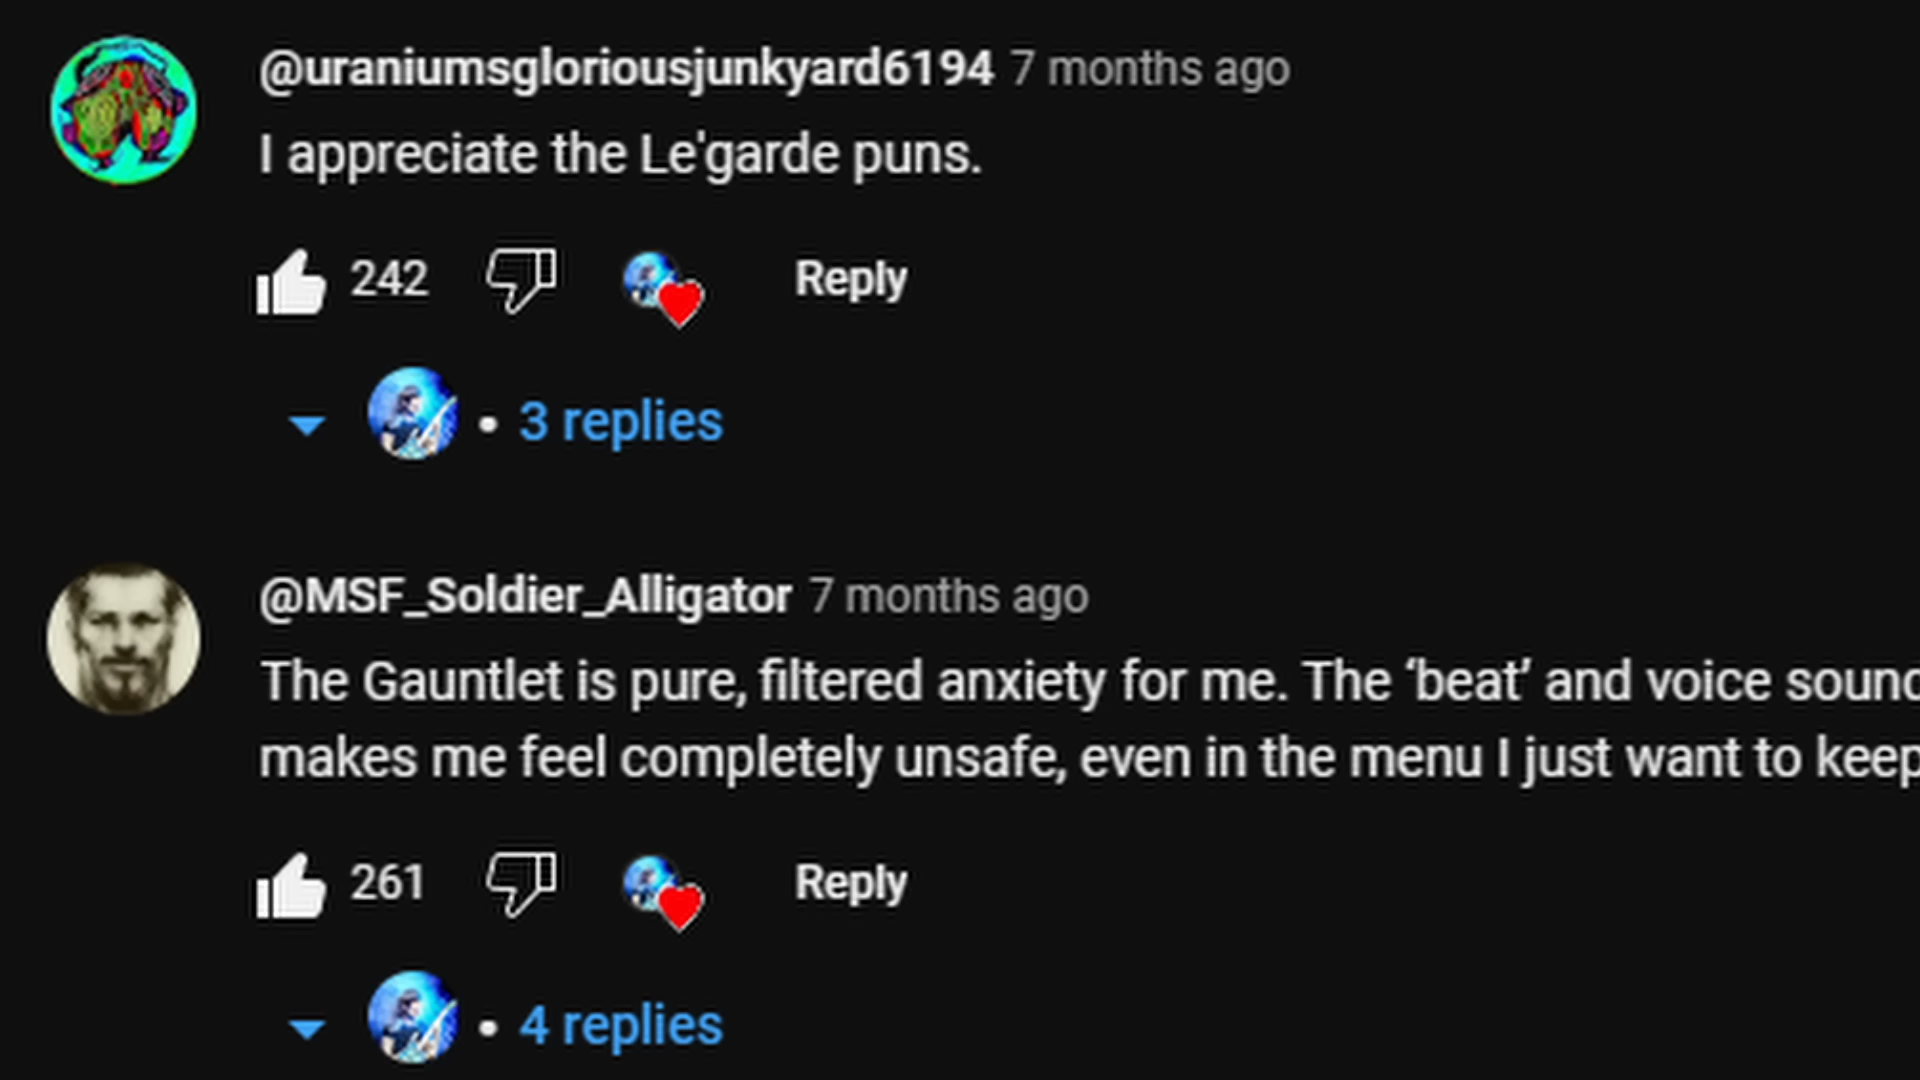 @uraniumsgloriousjunkyard6194 7 months ago
I appreciate the Le'garde puns.
242 Reply
• 3 replies
@MSF_Soldier_Alligator 7 months ago
The Gauntlet is pure, filtered anxiety for me. The ‘beat’ and voice sound
makes me feel completely unsafe, even in the menu I just want to keep
261 Reply
• 4 replies